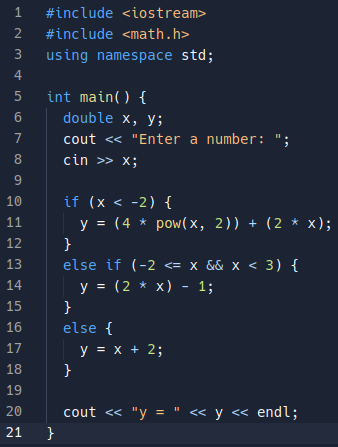 1 #include <iostream>
2 #include <math.h>
3 using namespace std;
4
5 int main() {
6   double x, y;
7   cout << "Enter a number: ";
8   cin >> x;
9
10   if (x < -2) {
11     y = (4 * pow(x, 2)) + (2 * x);
12   }
13   else if (-2 <= x && x < 3) {
14     y = (2 * x) - 1;
15   }
16   else {
17     y = x + 2;
18   }
19
20   cout << "y = " << y << endl;
21 }